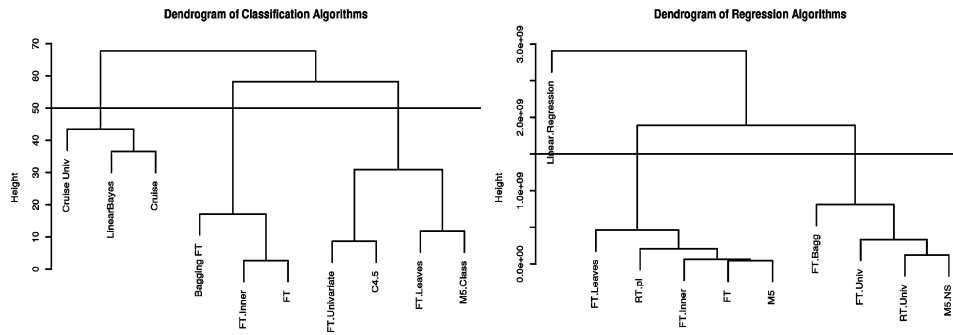 Dendrogram of Classification Algorithms
Height
70
60
50
40
30
20
10
0
Cruise Univ
LinearBayes
Cruise
Bagging FT
FT.Inner
FT
FT.Univariate
C4.5
FT.Leaves
M5.Class
Dendrogram of Regression Algorithms
Height
3.0e+09
2.0e+09
1.0e+09
0.0e+00
Linear.Regression
FT.Leaves
RT.pl
FT.Inner
FT
M5
FT.Bagg
FT.Univ
RT.Univ
M5.NS